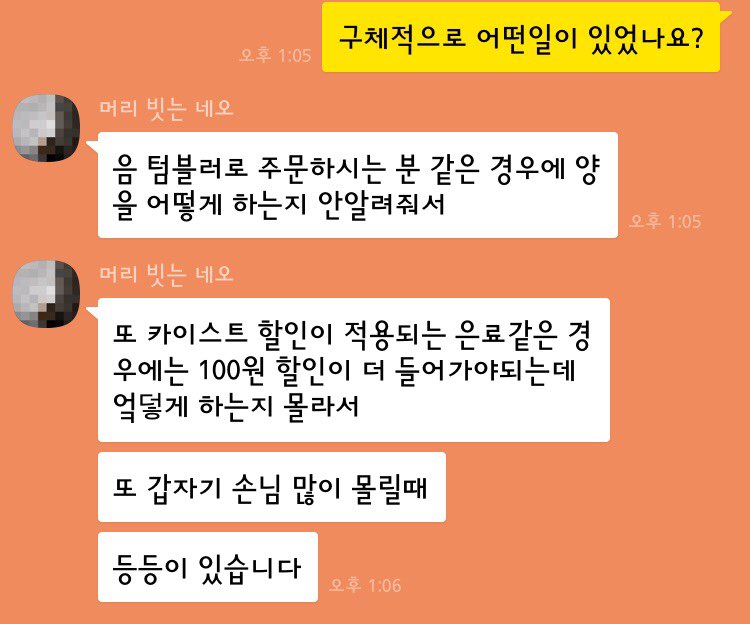 구체적으로 어떤일이 있었나요?
오후 1:05
머리 빗는 네오
음 텀블러로 주문하시는 분 같은 경우에 양
을 어떻게 하는지 안알려줘서
오후 1:05
머리 빗는 네오
또 카이스트 할인이 적용되는 은료같은 경
우에는 100원 할인이 더 들어가야되는데
엌덯게 하는지 몰라서
또 갑자기 손님 많이 몰릴때
등등이 있습니다
오후 1:06